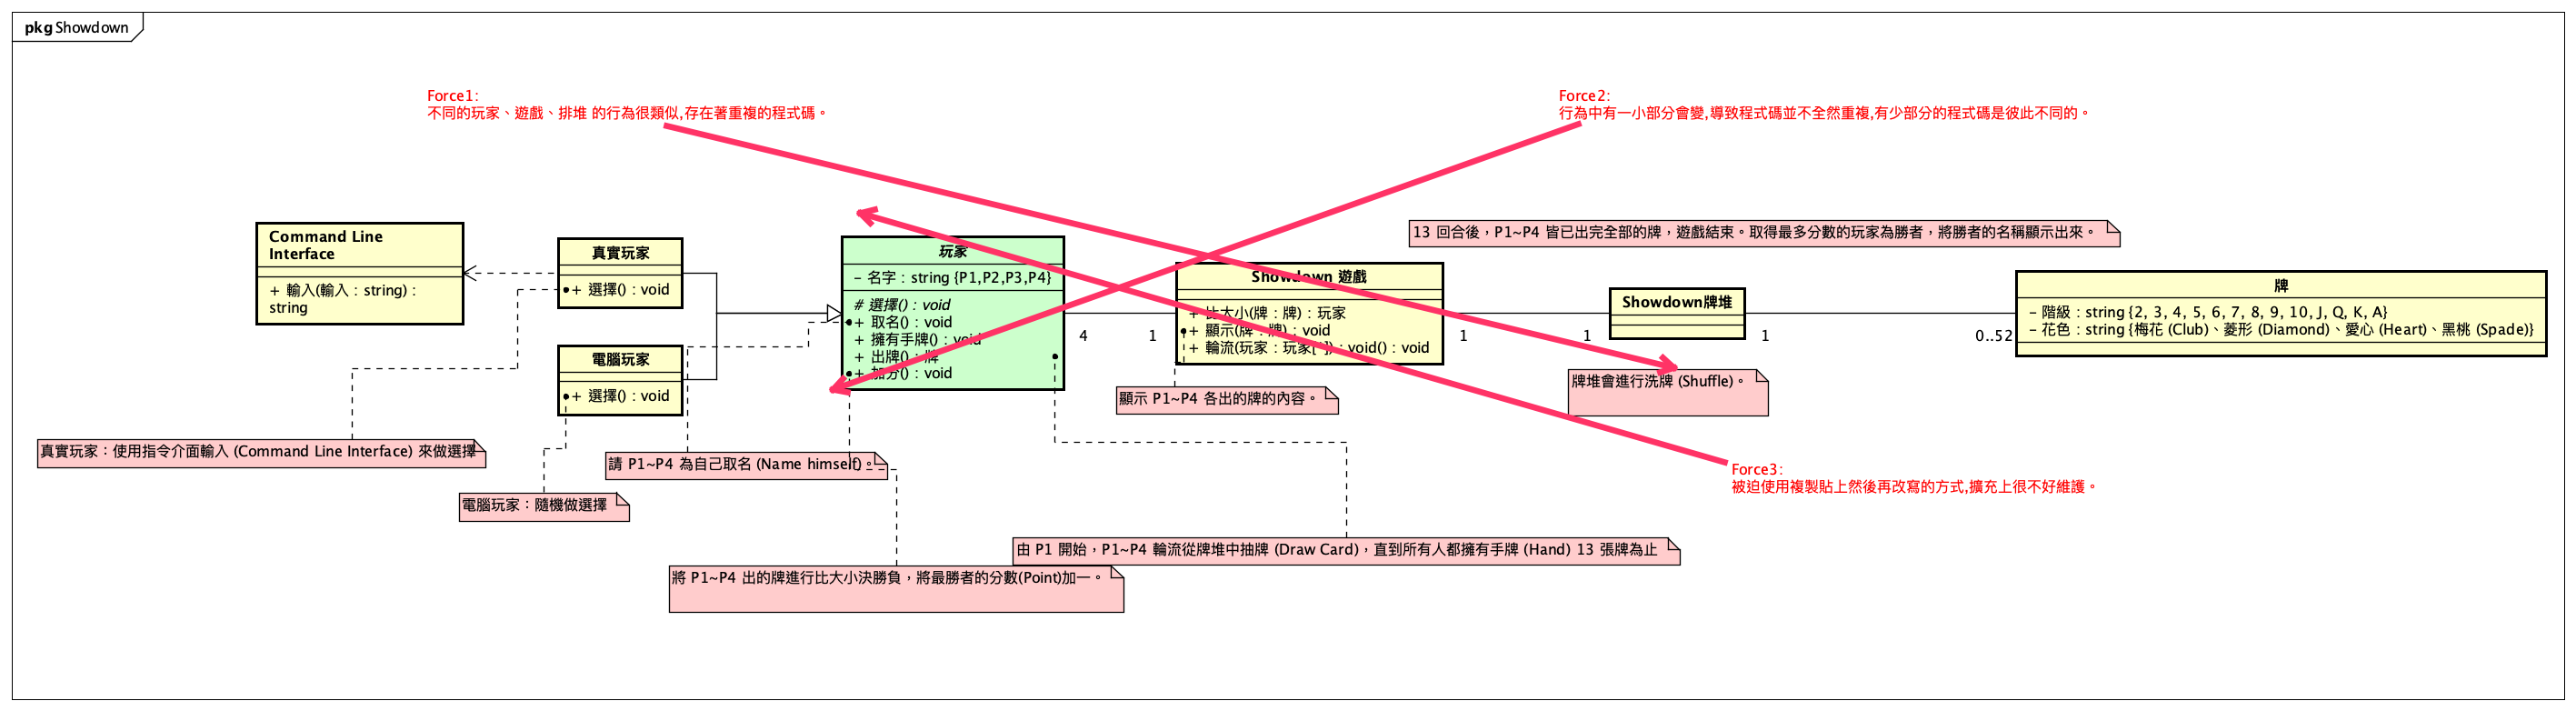 pkg Showdown
Force1:
不同的玩家、遊戲、排堆 的行為很類似,存在著重複的程式碼。
Force2:
行為中有一小部分會變,導致程式碼並不全然重複,有少部分的程式碼是彼此不同的。
13 回合後，P1~P4 皆已出完全部的牌，遊戲結束。取得最多分數的玩家為勝者，將勝者的名稱顯示出來。
Command Line
Interface
+ 輸入(輸入 : string) :
string
真實玩家
+ 選擇() : void
電腦玩家
+ 選擇() : void
玩家
- 名字 : string {P1,P2,P3,P4}
# 選擇() : void
+ 取名() : void
+ 擁有手牌() : void
+ 出牌() : 牌
+ 加分() : void
4
1
Showdown 遊戲
+ 比大小(牌 : 牌) : 玩家
+ 顯示(牌 : 牌) : void
+ 輪流(玩家 : 玩家[*]) : void() : void
1
1
Showdown牌堆
1
0..52
牌
- 階級 : string {2, 3, 4, 5, 6, 7, 8, 9, 10, J, Q, K, A}
- 花色 : string {梅花 (Club)、菱形 (Diamond)、愛心 (Heart)、黑桃 (Spade)}
牌堆會進行洗牌 (Shuffle)。
顯示 P1~P4 各出的牌的內容。
真實玩家：使用指令介面輸入 (Command Line Interface) 來做選擇
請 P1~P4 為自己取名 (Name himself)。
電腦玩家：隨機做選擇
Force3:
被迫使用複製貼上然後再改寫的方式,擴充上很不好維護。
由 P1 開始，P1~P4 輪流從牌堆中抽牌 (Draw Card)，直到所有人都擁有手牌 (Hand) 13 張牌為止
將 P1~P4 出的牌進行比大小決勝負，將最勝者的分數(Point)加一。